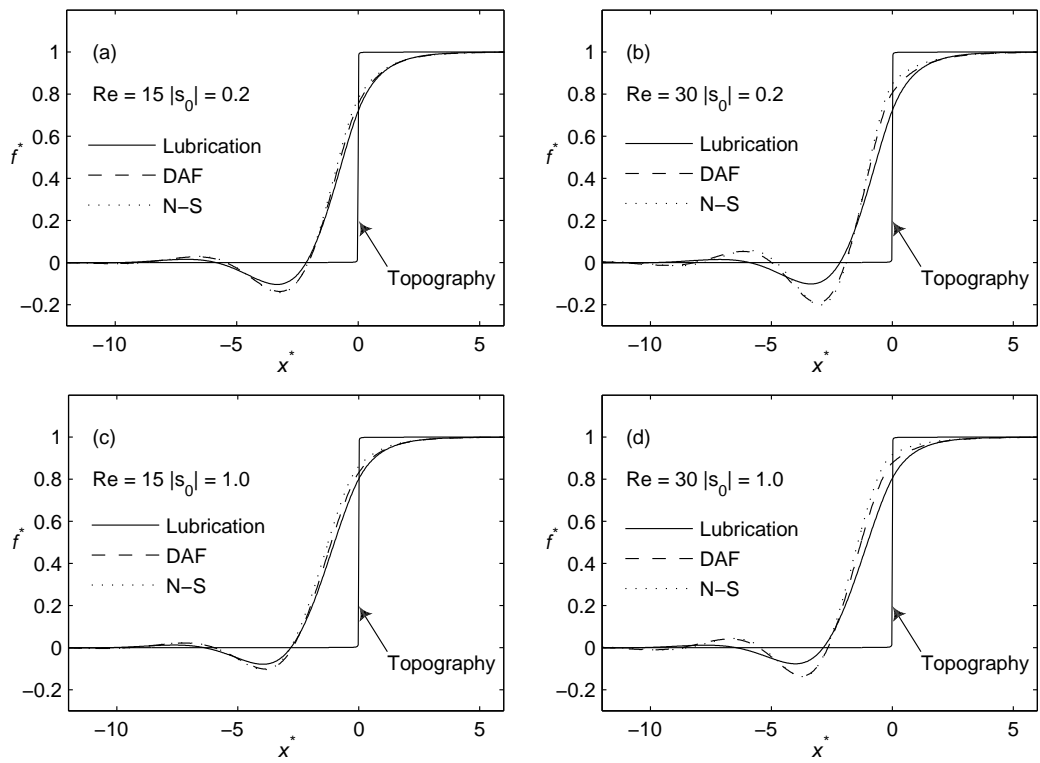 (a)
Re = 15 |s0| = 0.2
Lubrication
DAF
N−S
Topography
f*
1
0.8
0.6
0.4
0.2
0
−0.2
−10
−5
0
5
x*
(b)
Re = 30 |s0| = 0.2
Lubrication
DAF
N−S
Topography
f*
1
0.8
0.6
0.4
0.2
0
−0.2
−10
−5
0
5
x*
(c)
Re = 15 |s0| = 1.0
Lubrication
DAF
N−S
Topography
f*
1
0.8
0.6
0.4
0.2
0
−0.2
−10
−5
0
5
x*
(d)
Re = 30 |s0| = 1.0
Lubrication
DAF
N−S
Topography
f*
1
0.8
0.6
0.4
0.2
0
−0.2
−10
−5
0
5
x*